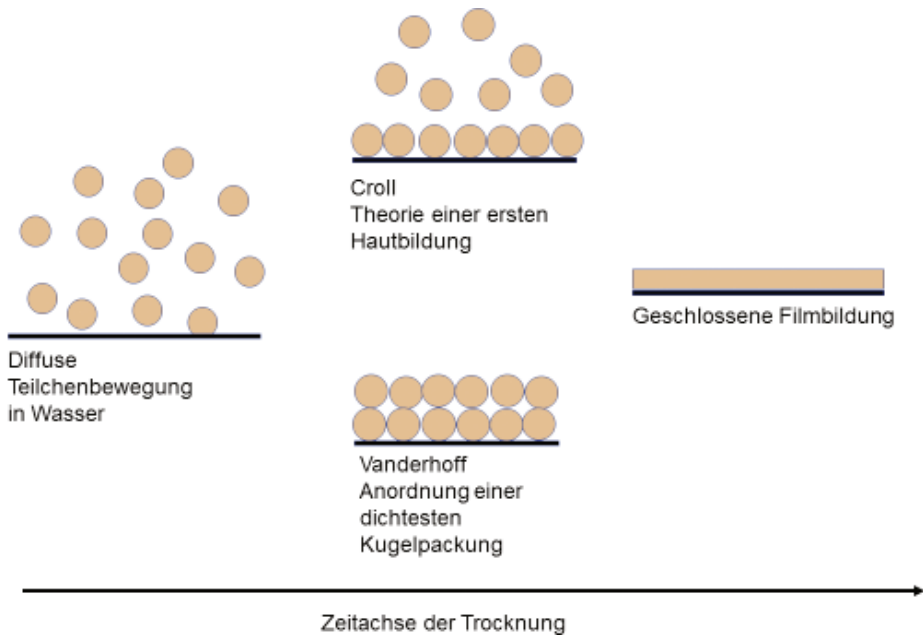 Croll
Theorie einer ersten
Hautbildung
Geschlossene Filmbildung
Diffuse
Teilchenbewegung
in Wasser
Vanderhoff
Anordnung einer
dichtesten
Kugelpackung
Zeitachse der Trocknung